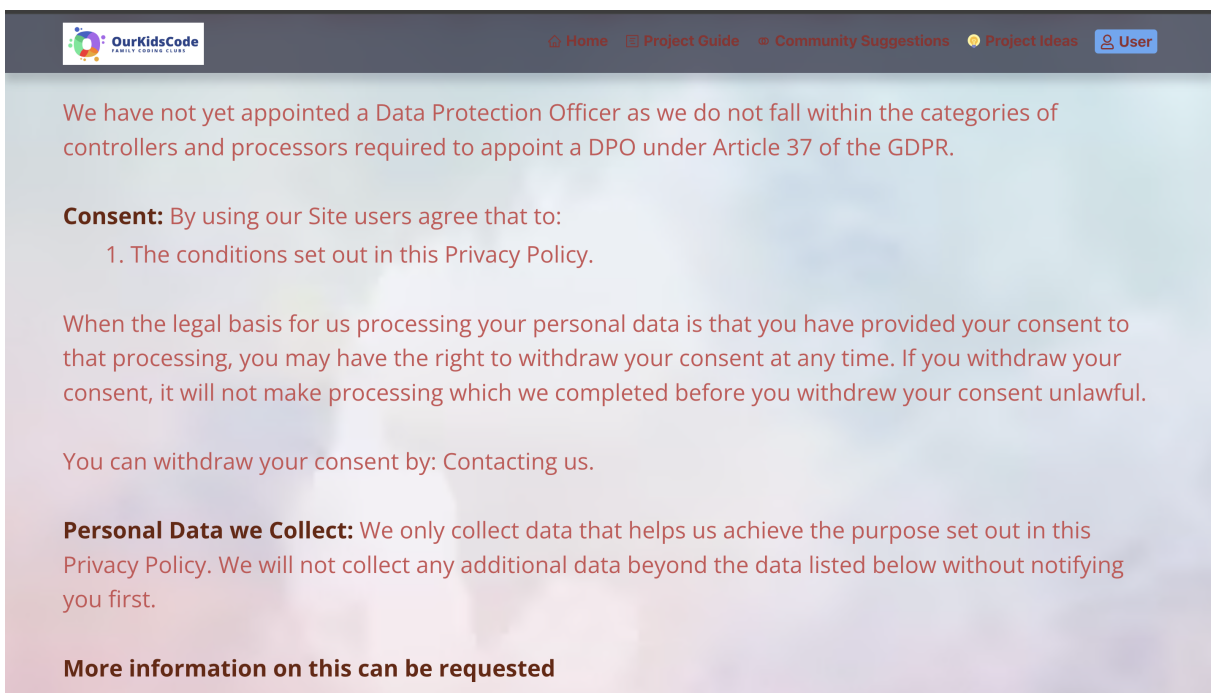 OurKidsCode
FAMILY CODING CLUBS
Home Project Guide Community Suggestions Project Ideas User
We have not yet appointed a Data Protection Officer as we do not fall within the categories of
controllers and processors required to appoint a DPO under Article 37 of the GDPR.
Consent: By using our Site users agree that to:
1. The conditions set out in this Privacy Policy.
When the legal basis for us processing your personal data is that you have provided your consent to
that processing, you may have the right to withdraw your consent at any time. If you withdraw your
consent, it will not make processing which we completed before you withdrew your consent unlawful.
You can withdraw your consent by: Contacting us.
Personal Data we Collect: We only collect data that helps us achieve the purpose set out in this
Privacy Policy. We will not collect any additional data beyond the data listed below without notifying
you first.
More information on this can be requested